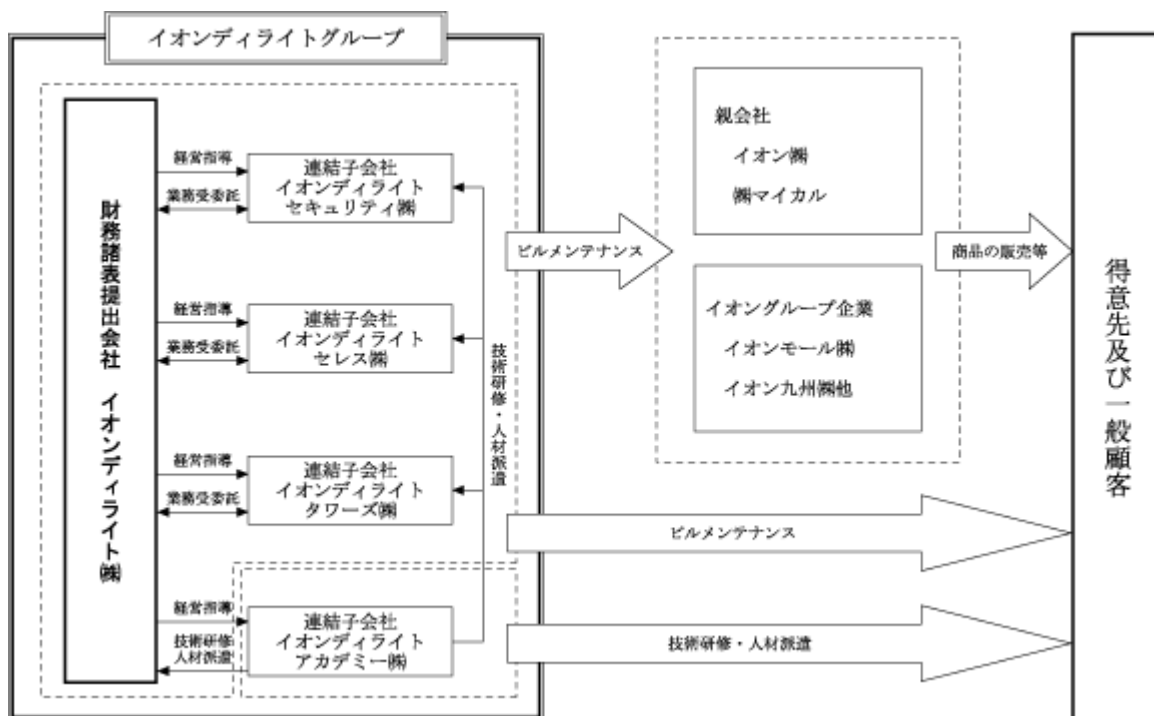 イオンディライトグループ
財務諸表提出会社 イオンディライト㈱
経営指導
業務受委託
連結子会社
イオンディライト
セキュリティ㈱
経営指導
業務受委託
連結子会社
イオンディライト
セレス㈱
経営指導
業務受委託
連結子会社
イオンディライト
タワーズ㈱
経営指導
技術研修
人材派遣
連結子会社
イオンディライト
アカデミー㈱
技術研修・人材派遣
ビルメンテナンス
親会社
イオン㈱
㈱マイカル
イオングループ企業
イオンモール㈱
イオン九州㈱他
商品の販売等
ビルメンテナンス
技術研修・人材派遣
得意先及び一般顧客